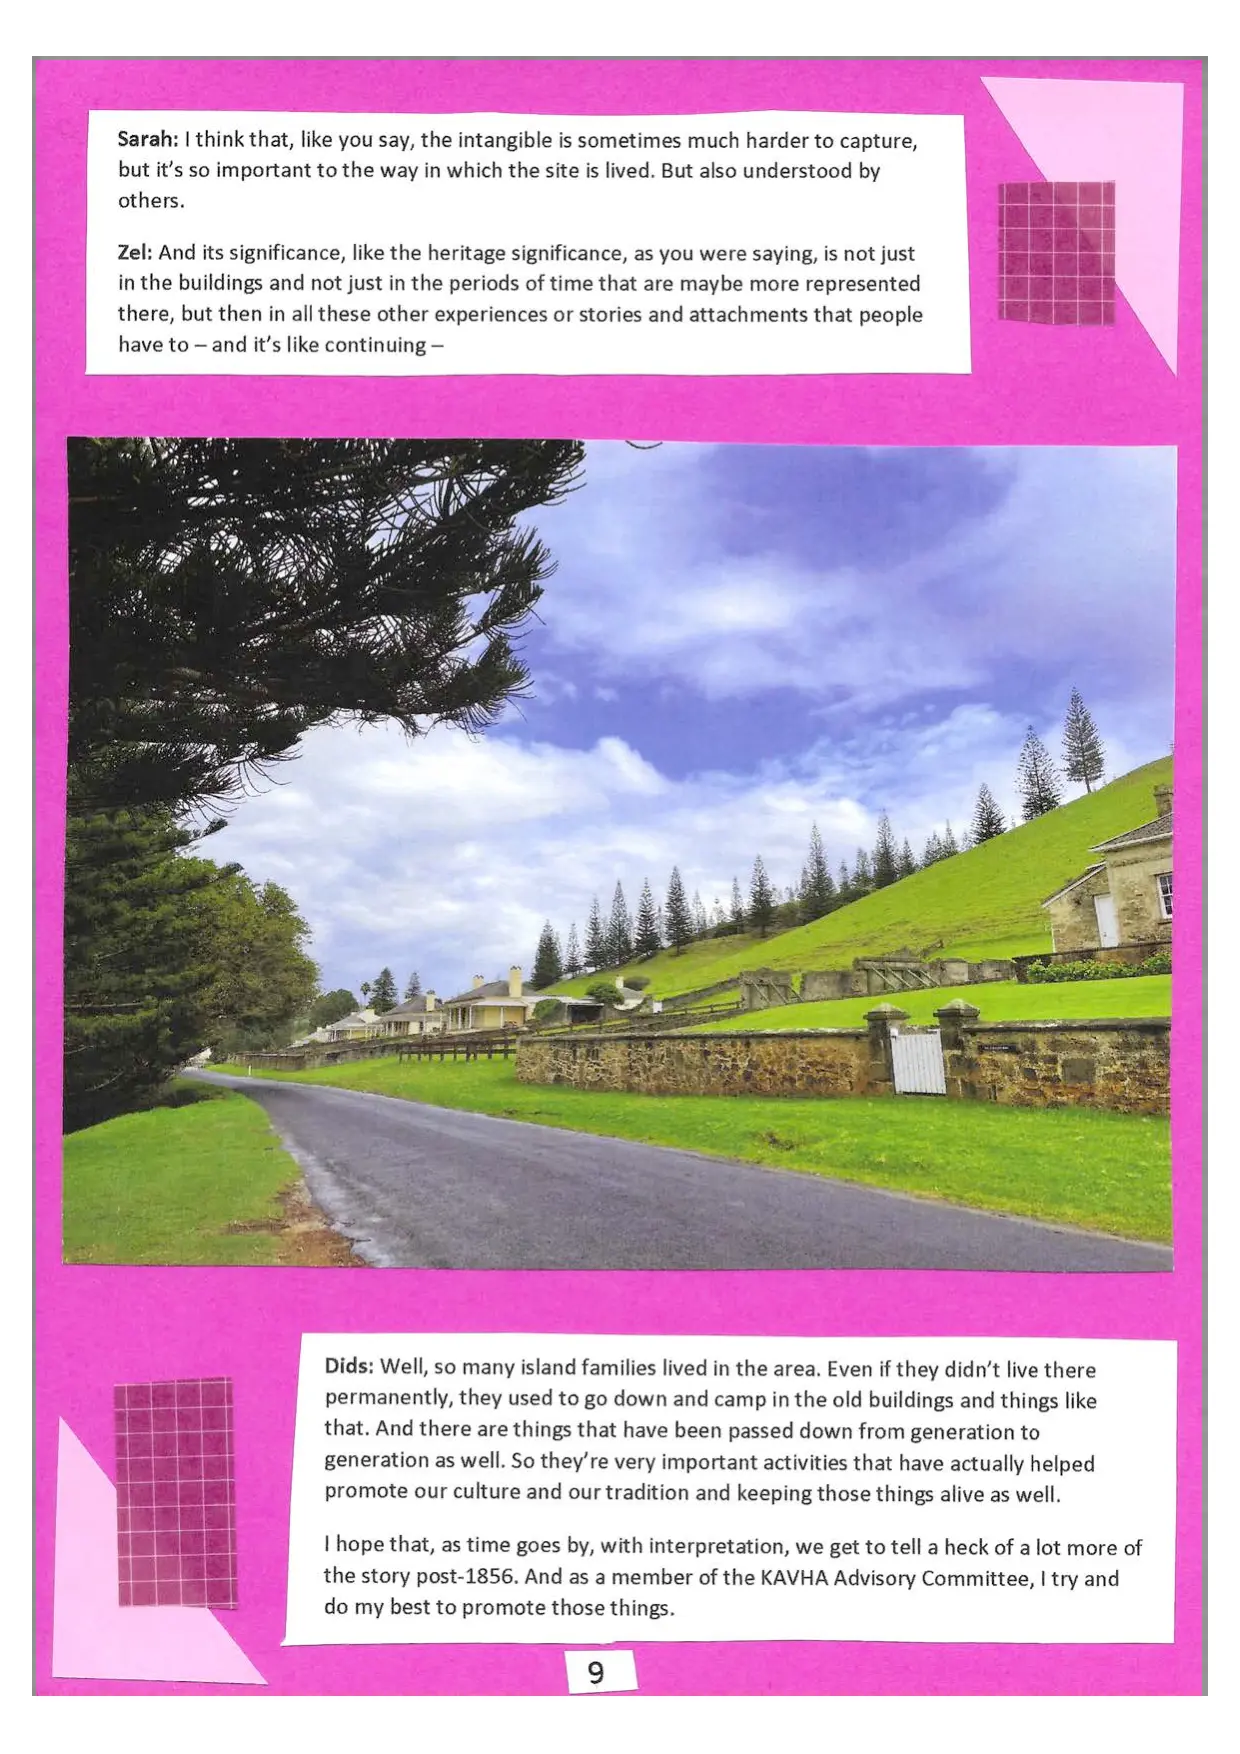 Sarah: I think that, like you say, the intangible is sometimes much harder to capture,
but it's so important to the way in which the site is lived. But also understood by
others.
Zel: And its significance, like the heritage significance, as you were saying, is not just
in the buildings and not just in the periods of time that are maybe more represented
there, but then in all these other experiences or stories and attachments that people
have to – and it's like continuing –
Dids: Well, so many island families lived in the area. Even if they didn't live there
permanently, they used to go down and camp in the old buildings and things like
that. And there are things that have been passed down from generation to
generation as well. So they're very important activities that have actually helped
promote our culture and our tradition and keeping those things alive as well.
I hope that, as time goes by, with interpretation, we get to tell a heck of a lot more of
the story post-1856. And as a member of the KAVHA Advisory Committee, I try and
do my best to promote those things.
9